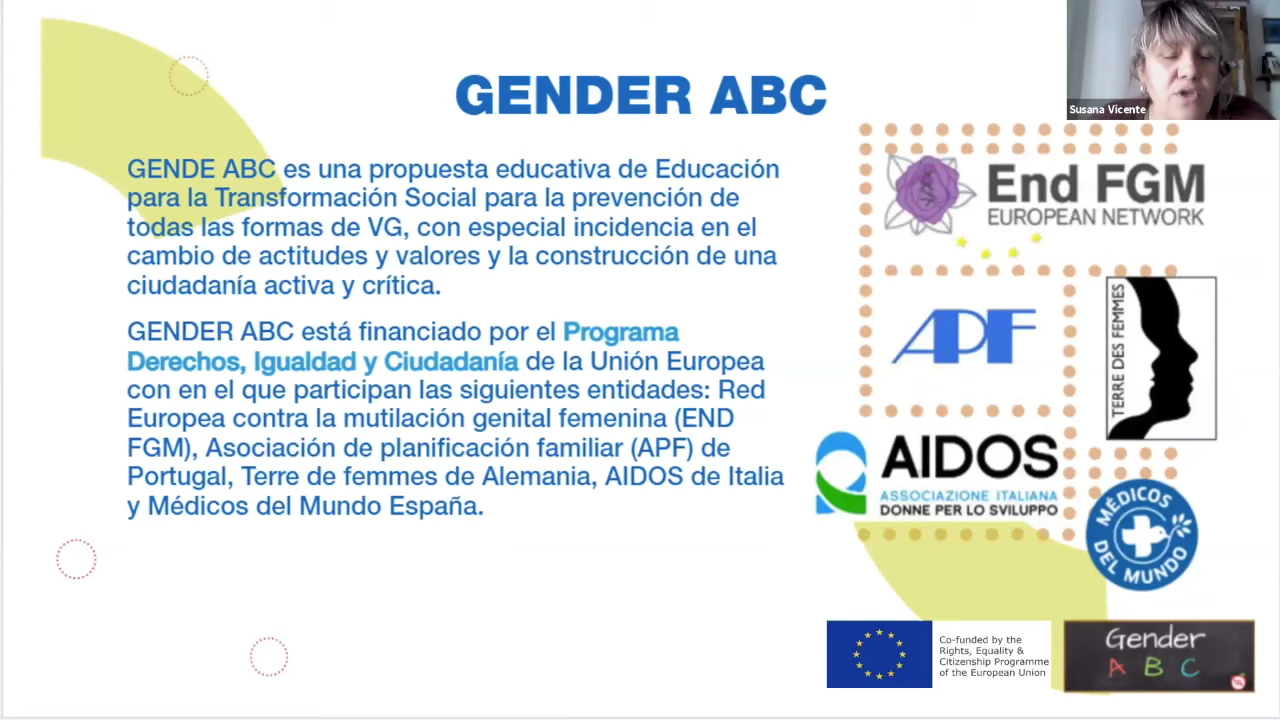 GENDER ABC
Susana Vicente
GENDE ABC es una propuesta educativa de Educación
para la Transformación Social para la prevención de
todas las formas de VG, con especial incidencia en el
cambio de actitudes y valores y la construcción de una
ciudadanía activa y crítica.
GENDER ABC está financiado por el Programa
Derechos, Igualdad y Ciudadanía de la Unión Europea
con en el que participan las siguientes entidades: Red
Europea contra la mutilación genital femenina (END
FGM), Asociación de planificación familiar (APF) de
Portugal, Terre de femmes de Alemania, AIDOS de Italia
y Médicos del Mundo España.
End FGM
EUROPEAN NETWORK
APF
TERRE DES FEMMES
AIDOS
ASSOCIAZIONE ITALIANA
DONNE PER LO SVILUPPO
MÉDICOS
DEL MUNDO
Co-funded by the
Rights, Equality &
Citizenship Programme
of the European Union
Gender
A B C